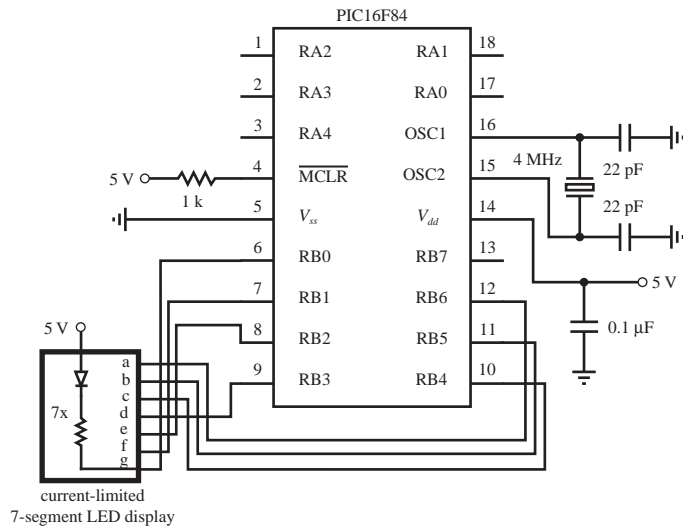 PIC16F84
1 RA2 RA1 18
2 RA3 RA0 17
3 RA4 OSC1 16
4 MCLR OSC2 15
5 Vss Vdd 14
6 RB0 RB7 13
7 RB1 RB6 12
8 RB2 RB5 11
9 RB3 RB4 10
5 V
1 k
4 MHz
22 pF
22 pF
5 V
0.1 µF
5 V
7x
a
b
c
d
e
f
g
current-limited
7-segment LED display